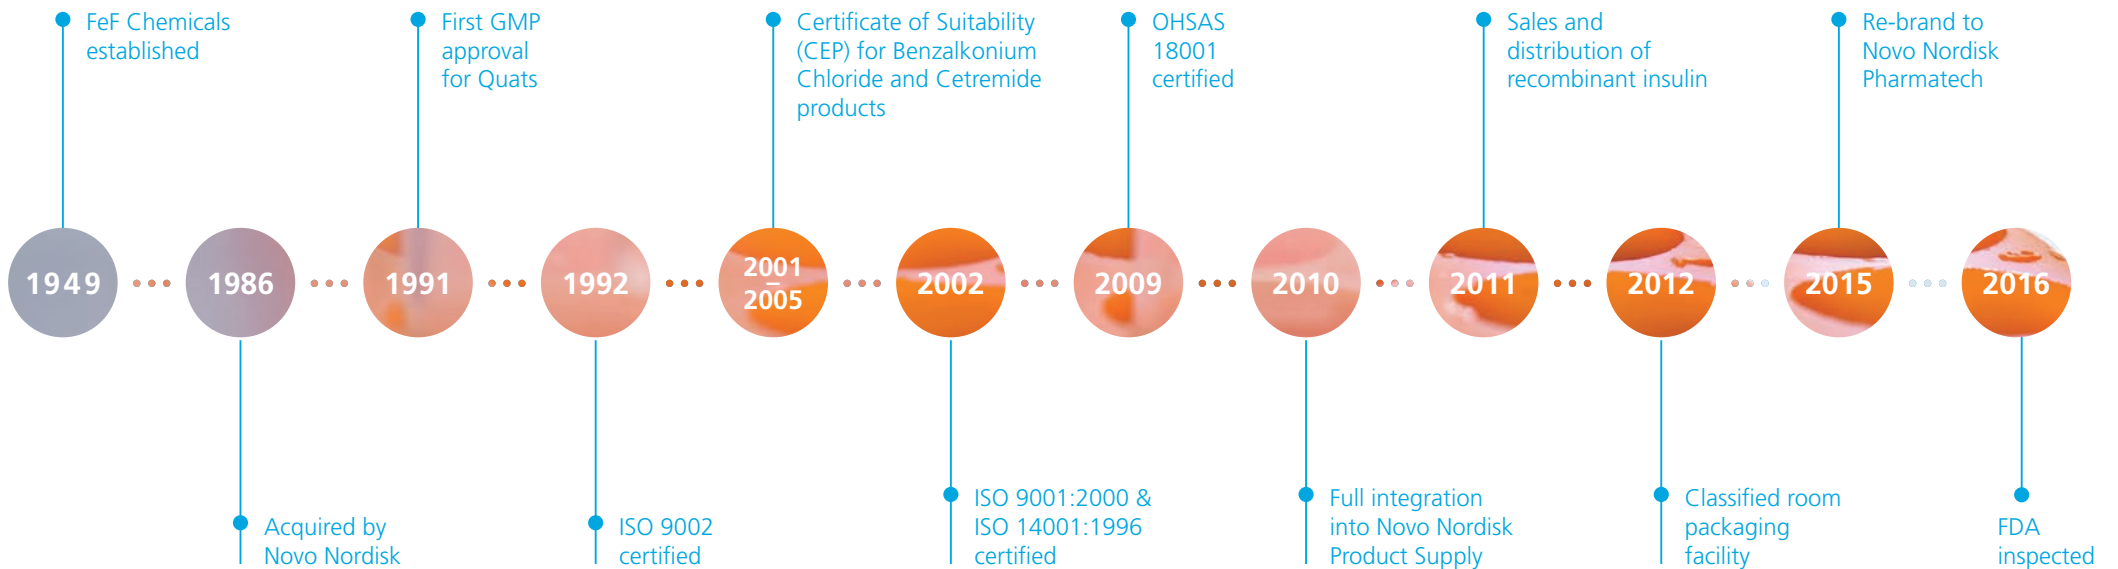 FeF Chemicals
established
First GMP
approval
for Quats
Certificate of Suitability
(CEP) for Benzalkonium
Chloride and Cetremide
products
OHSAS
18001
certified
Sales and
distribution of
recombinant insulin
Re-brand to
Novo Nordisk
Pharmatech
1949
1986
1991
1992
2001
–
2005
2002
2009
2010
2011
2012
2015
2016
Acquired by
Novo Nordisk
ISO 9002
certified
ISO 9001:2000 &
ISO 14001:1996
certified
Full integration
into Novo Nordisk
Product Supply
Classified room
packaging
facility
FDA
inspected